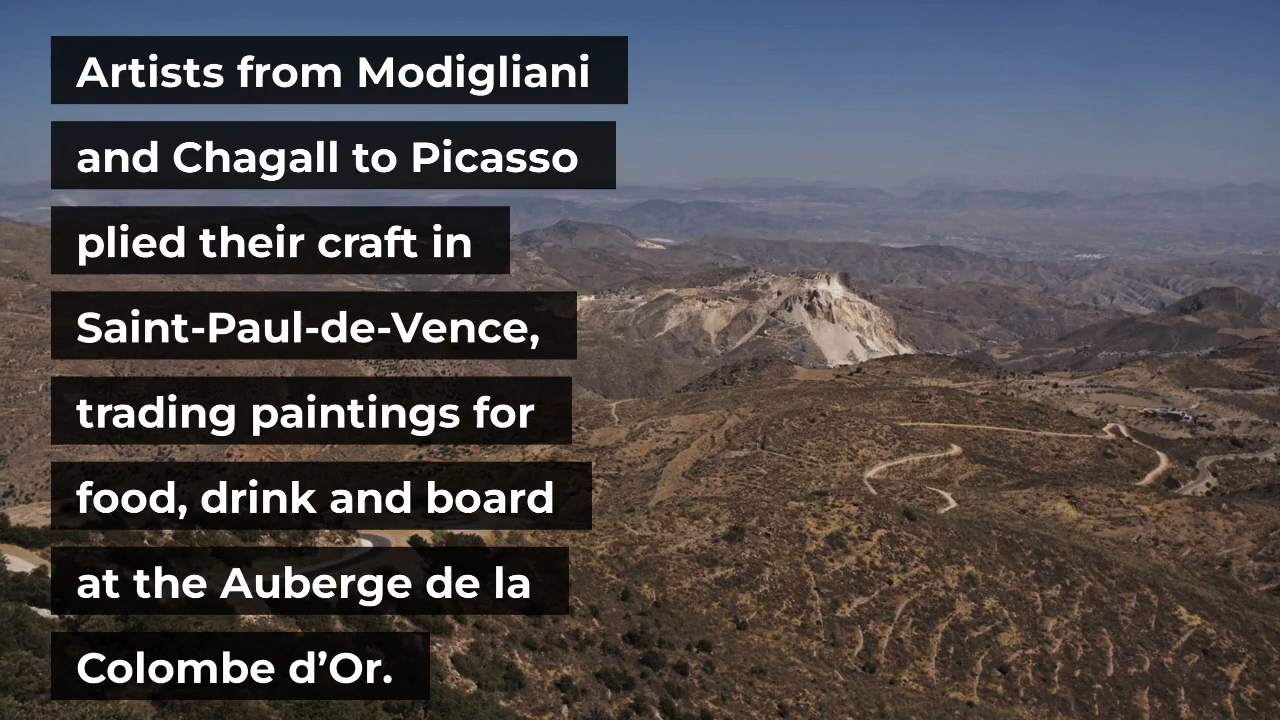 Artists from Modigliani
and Chagall to Picasso
plied their craft in
Saint-Paul-de-Vence,
trading paintings for
food, drink and board
at the Auberge de la
Colombe d’Or.